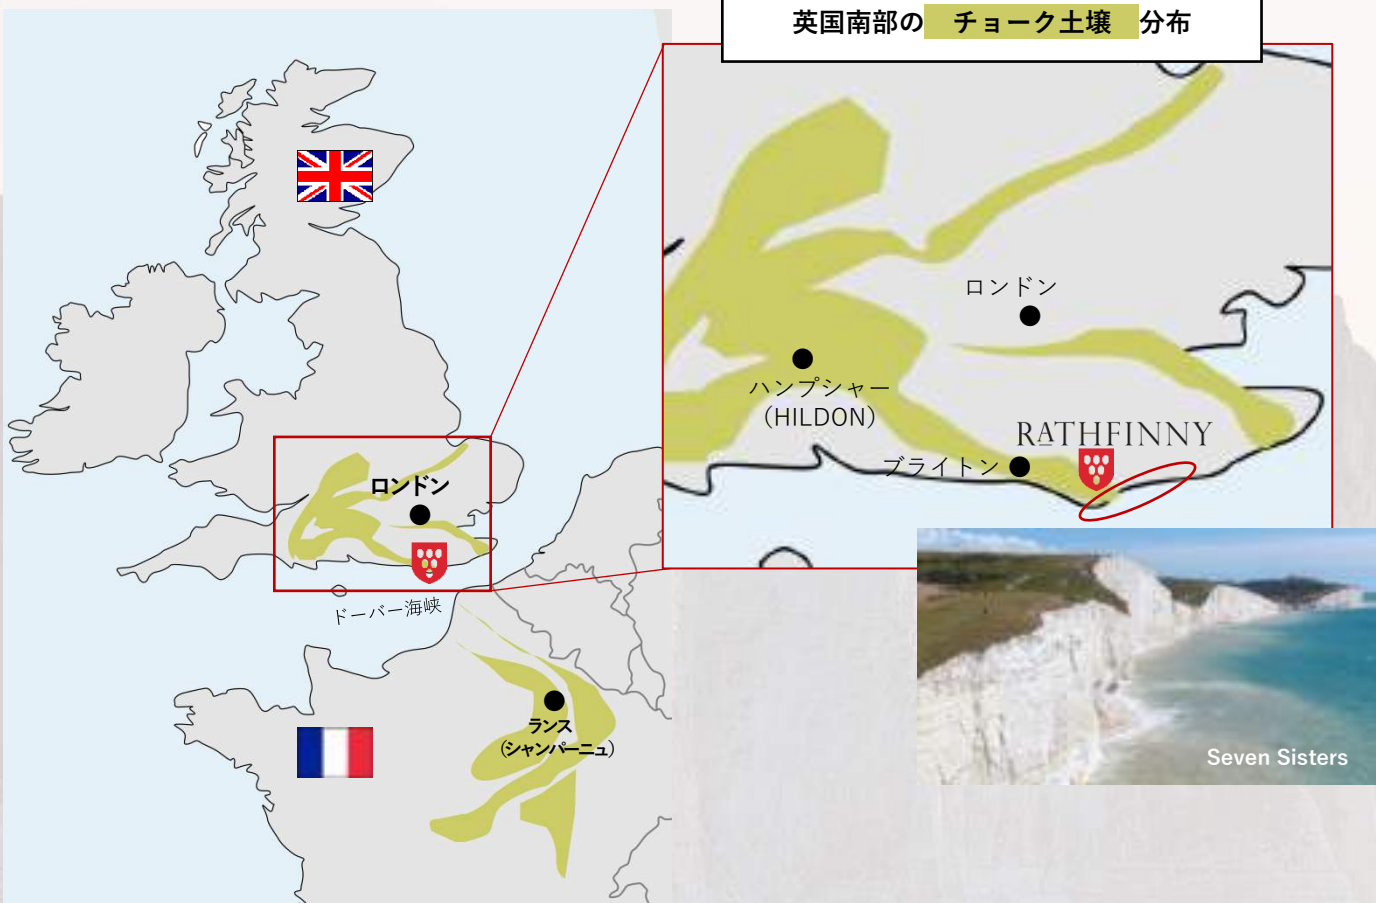 英国南部の チョーク土壌 分布
ロンドン
ハンプシャー
(HILDON)
RATHFINNY
ブライトン
ロンドン
ドーバー海峡
ランス
(シャンパーニュ)
Seven Sisters